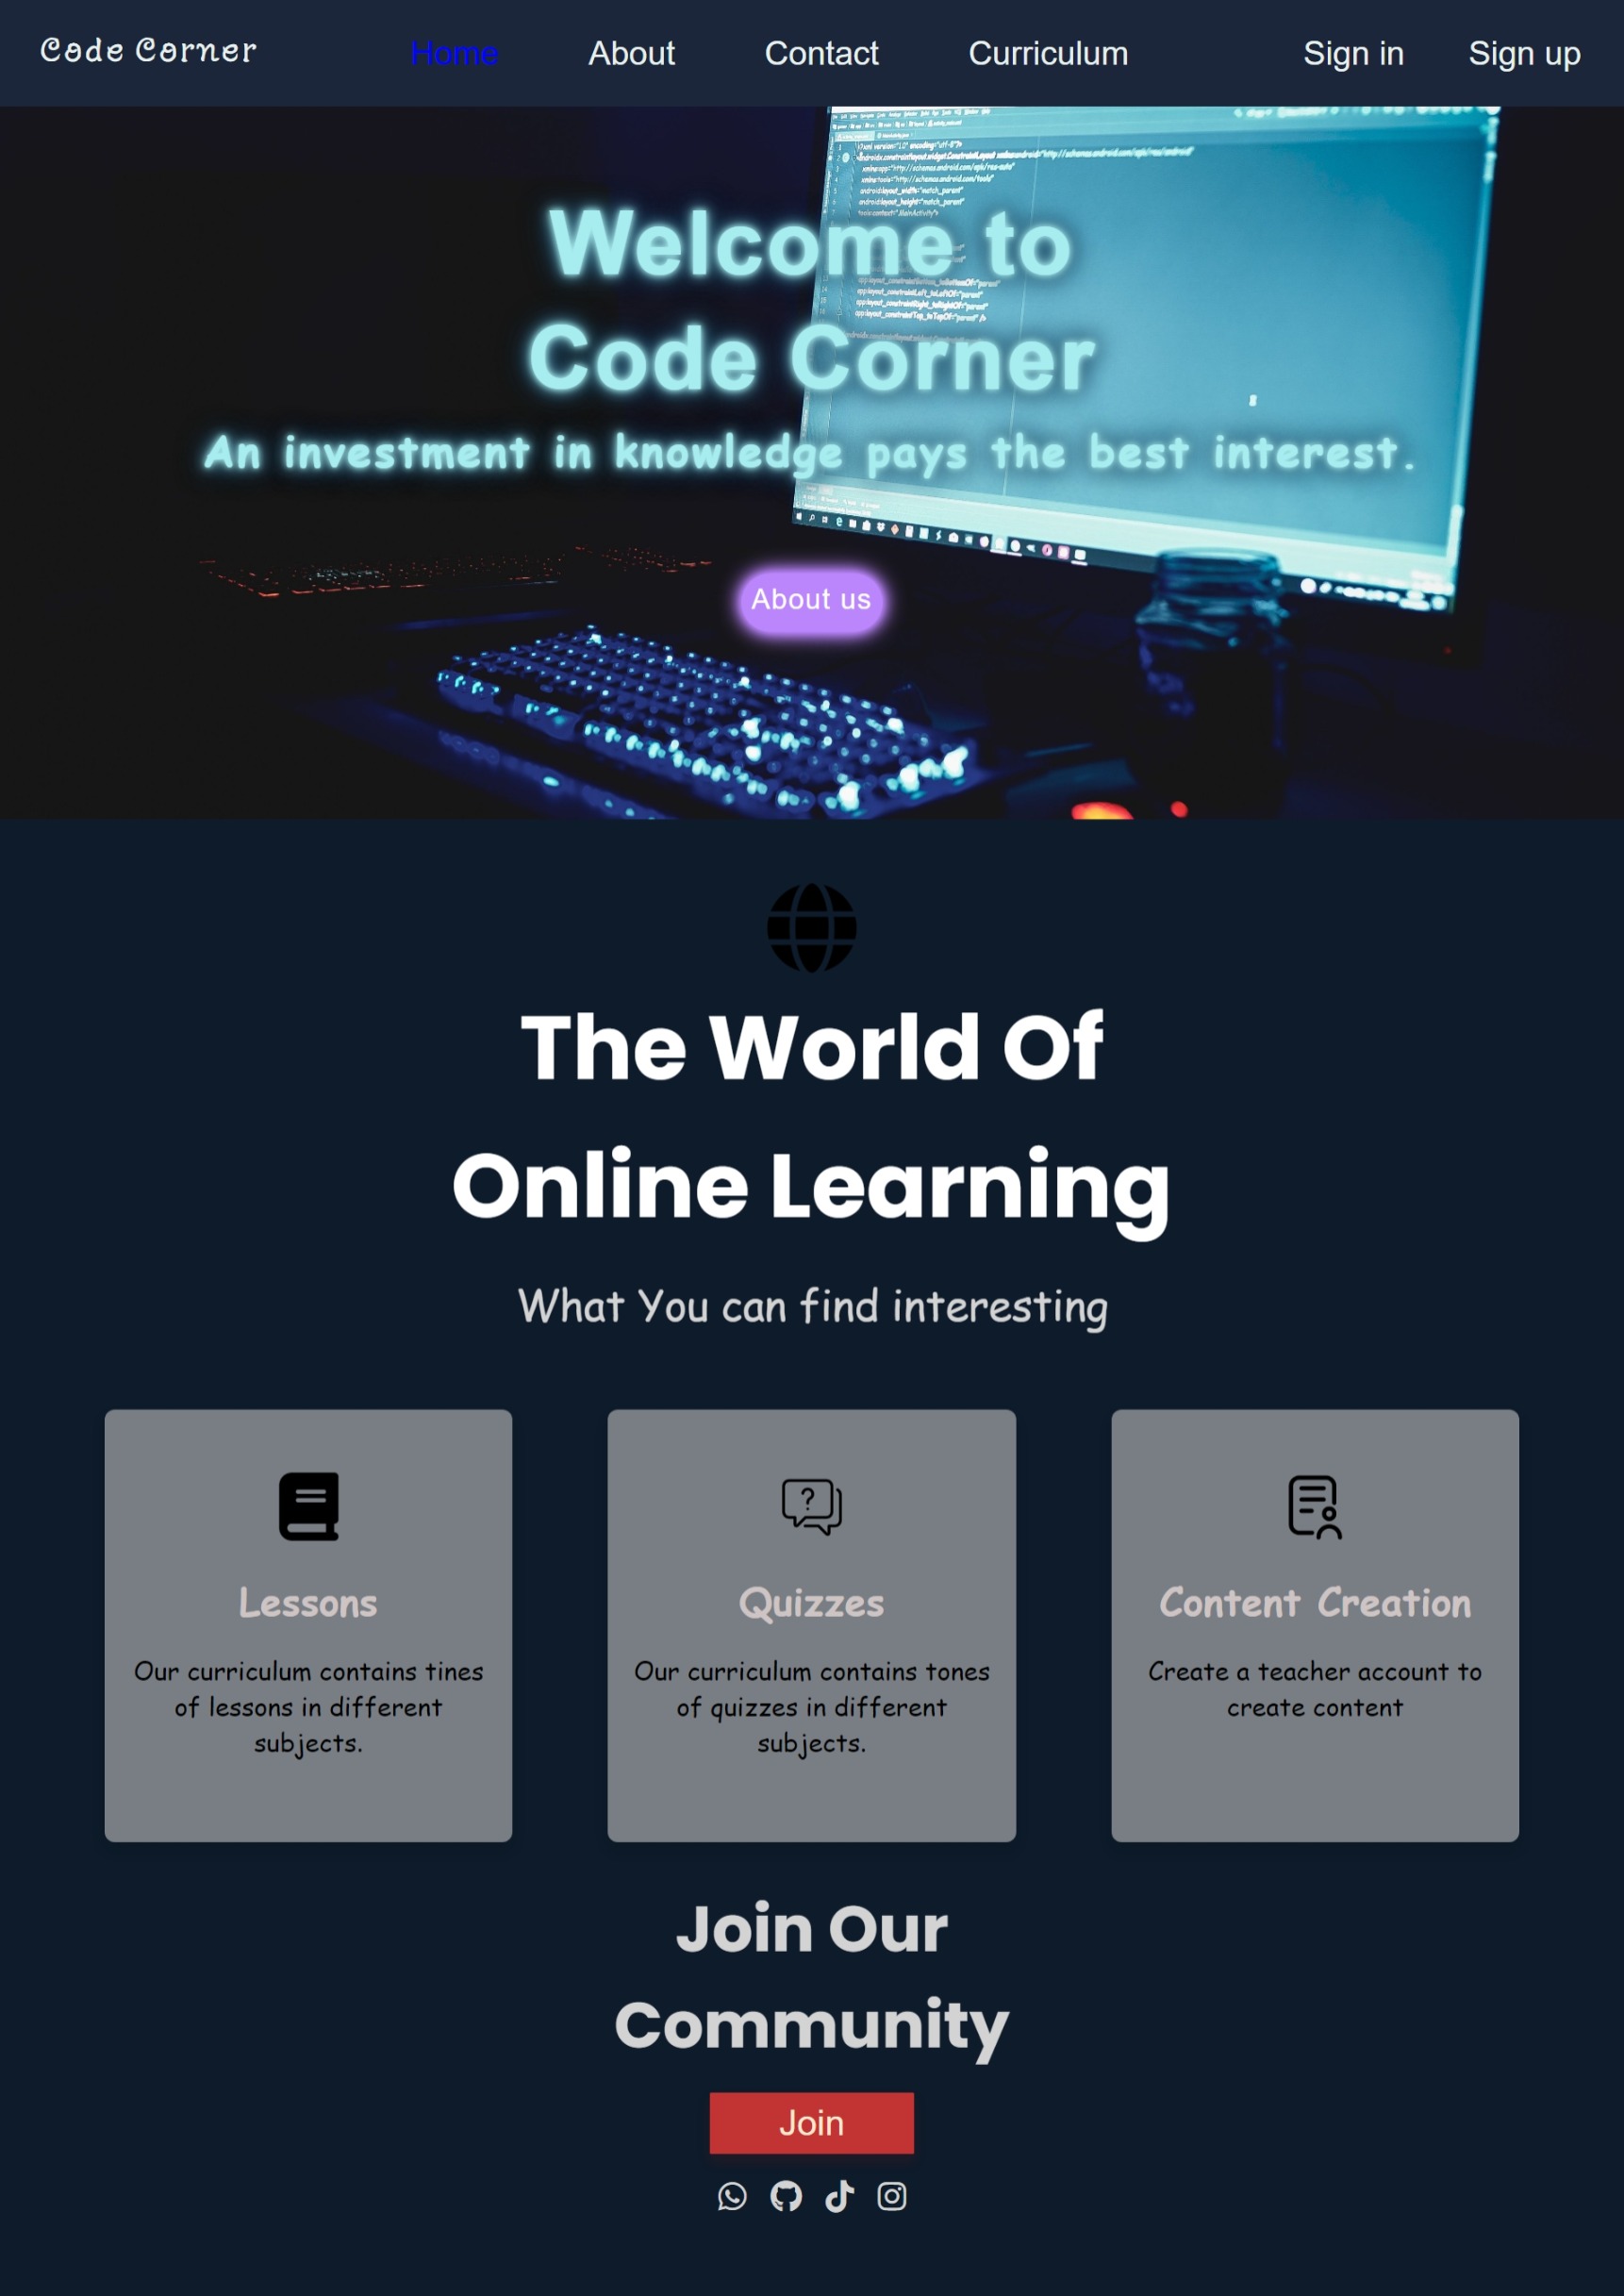 Code Corner
Home
About
Contact
Curriculum
Sign in
Sign up
Welcome to
Code Corner
An investment in knowledge pays the best interest.
About us
The World Of
Online Learning
What You can find interesting
Lessons
Our curriculum contains tines
of lessons in different
subjects.
Quizzes
Our curriculum contains tones
of quizzes in different
subjects.
Content Creation
Create a teacher account to
create content
Join Our
Community
Join